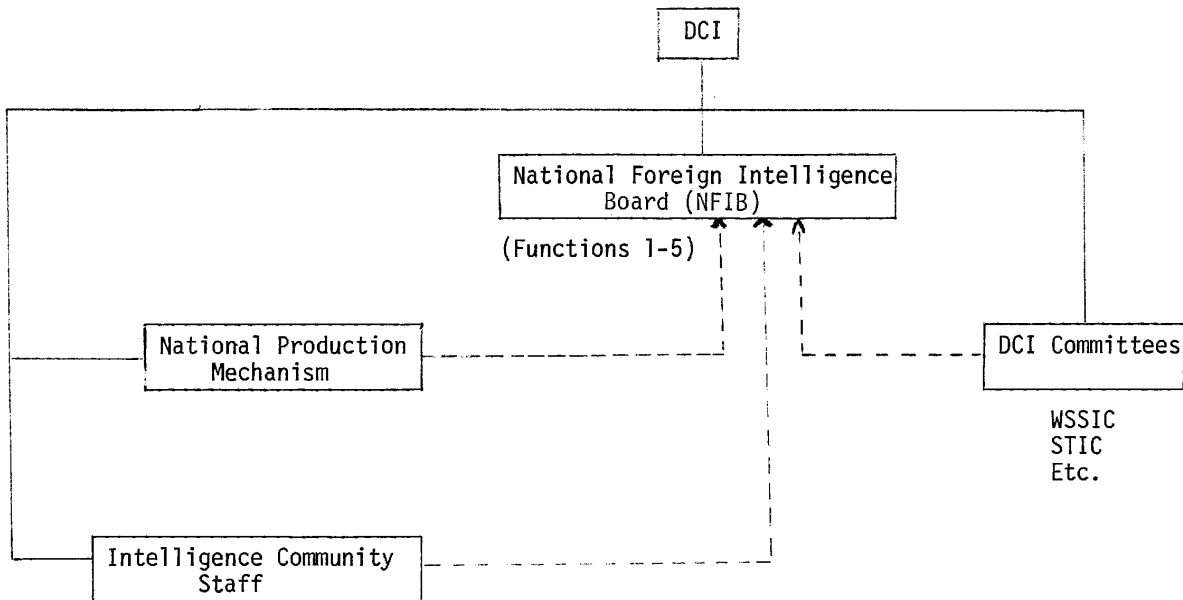 DCI
National Foreign Intelligence
Board (NFIB)
(Functions 1-5)
National Production
Mechanism
DCI Committees
WSSIC
STIC
Etc.
Intelligence Community
Staff